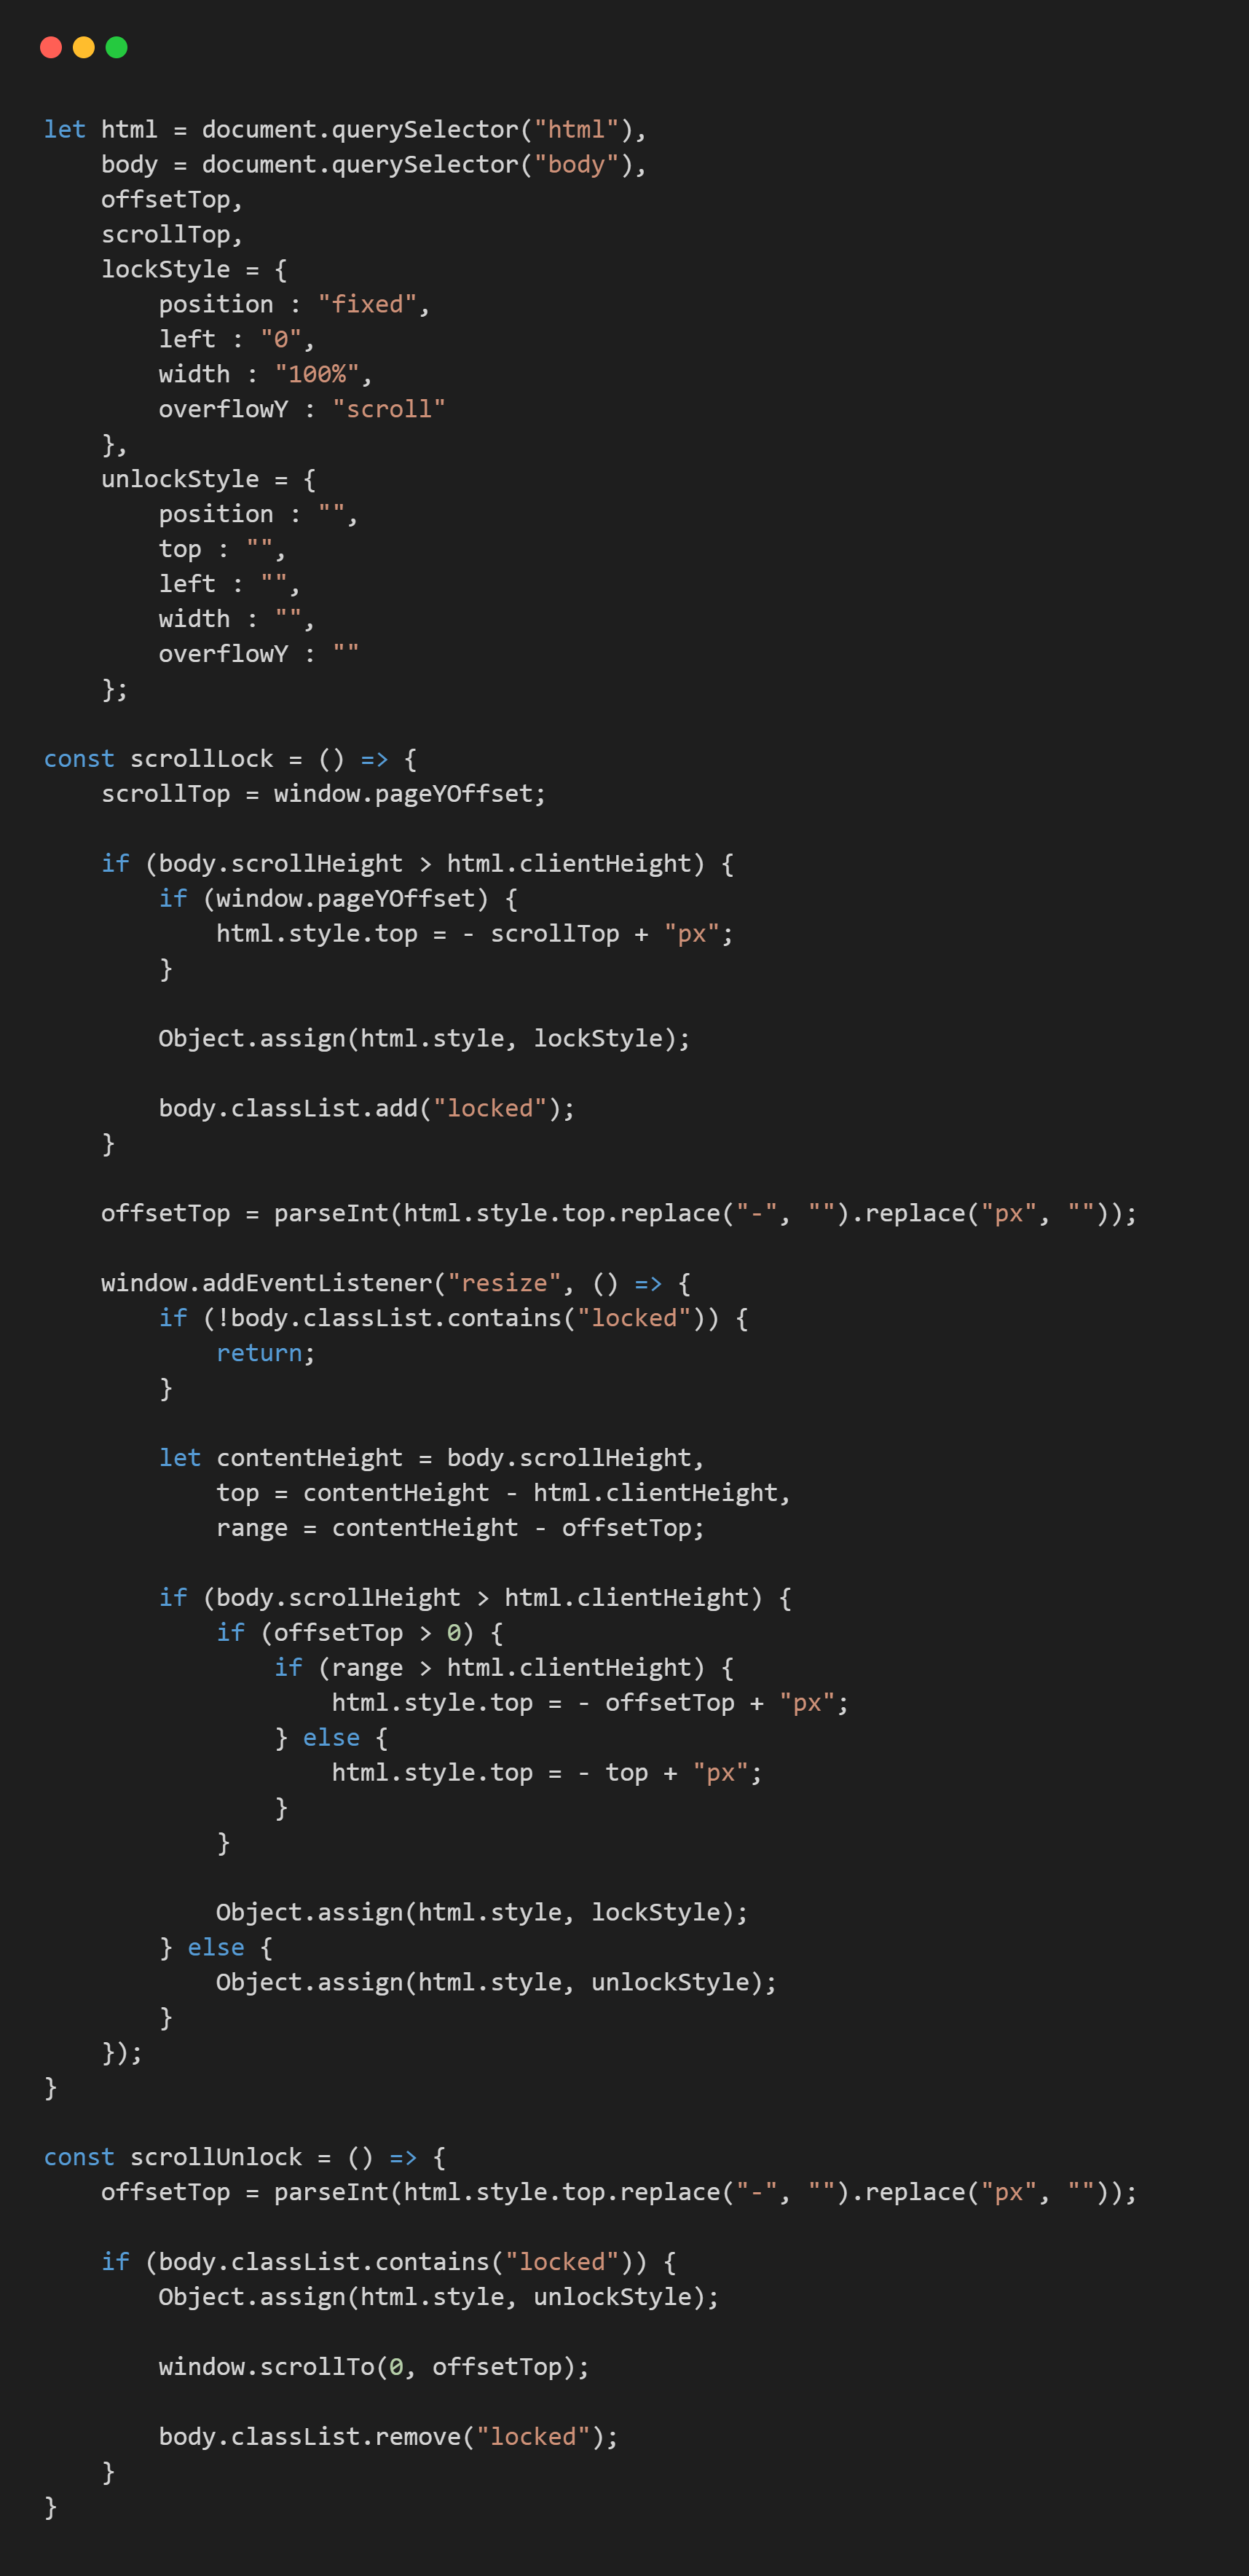 let html = document.querySelector("html"),
    body = document.querySelector("body"),
    offsetTop,
    scrollTop,
    lockStyle = {
        position : "fixed",
        left : "0",
        width : "100%",
        overflowY : "scroll"
    },
    unlockStyle = {
        position : "",
        top : "",
        left : "",
        width : "",
        overflowY : ""
    };

const scrollLock = () => {
    scrollTop = window.pageYOffset;

    if (body.scrollHeight > html.clientHeight) {
        if (window.pageYOffset) {
            html.style.top = - scrollTop + "px";
        }

        Object.assign(html.style, lockStyle);

        body.classList.add("locked");
    }

    offsetTop = parseInt(html.style.top.replace("-", "").replace("px", ""));

    window.addEventListener("resize", () => {
        if (!body.classList.contains("locked")) {
            return;
        }

        let contentHeight = body.scrollHeight,
            top = contentHeight - html.clientHeight,
            range = contentHeight - offsetTop;

        if (body.scrollHeight > html.clientHeight) {
            if (offsetTop > 0) {
                if (range > html.clientHeight) {
                    html.style.top = - offsetTop + "px";
                } else {
                    html.style.top = - top + "px";
                }
            }

            Object.assign(html.style, lockStyle);
        } else {
            Object.assign(html.style, unlockStyle);
        }
    });
}

const scrollUnlock = () => {
    offsetTop = parseInt(html.style.top.replace("-", "").replace("px", ""));

    if (body.classList.contains("locked")) {
        Object.assign(html.style, unlockStyle);

        window.scrollTo(0, offsetTop);

        body.classList.remove("locked");
    }
}